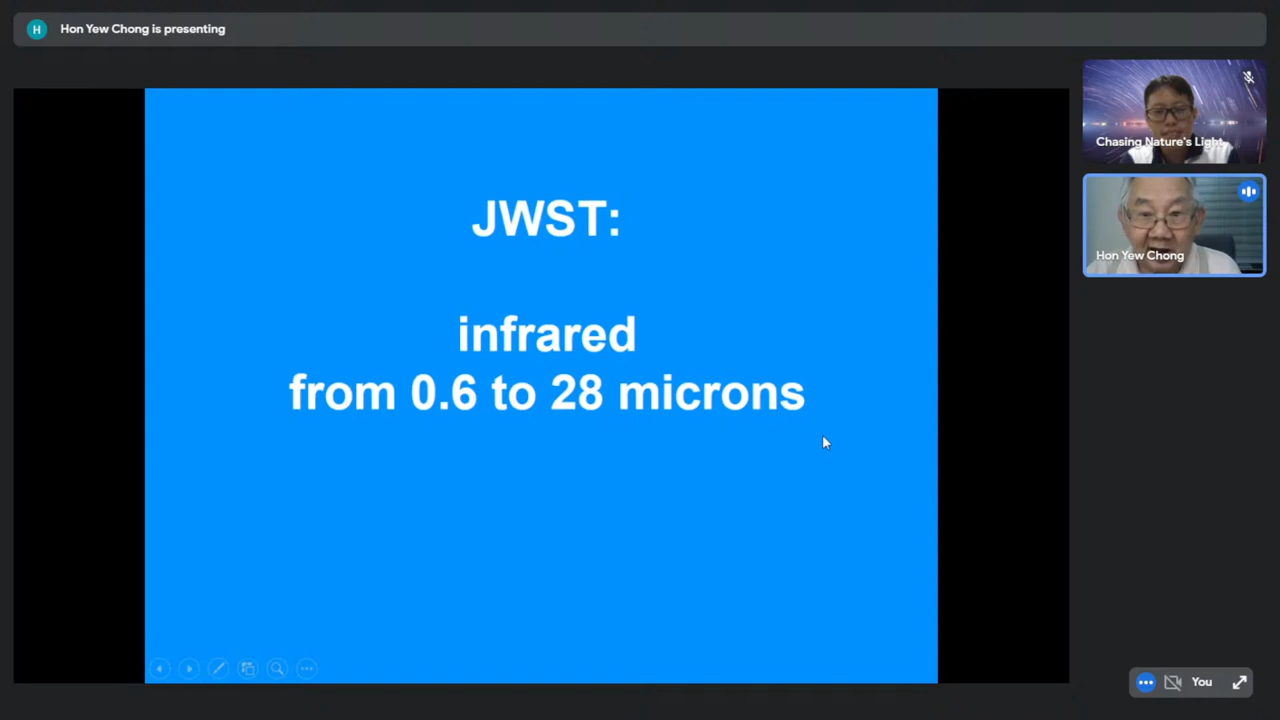 H
Hon Yew Chong is presenting
JWST:
infrared
from 0.6 to 28 microns
Chasing Nature's Light
Hon Yew Chong
You